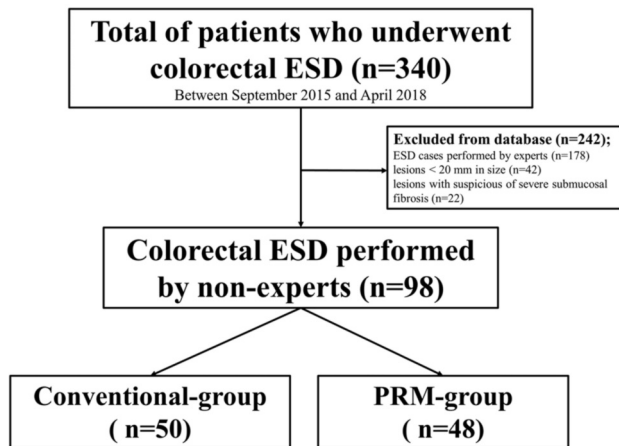 Total of patients who underwent
colorectal ESD (n=340)
Between September 2015 and April 2018
Excluded from database (n=242);
ESD cases performed by experts (n=178)
lesions < 20 mm in size (n=42)
lesions with suspicious of severe submucosal
fibrosis (n=22)
Colorectal ESD performed
by non-experts (n=98)
Conventional-group
( n=50)
PRM-group
( n=48)